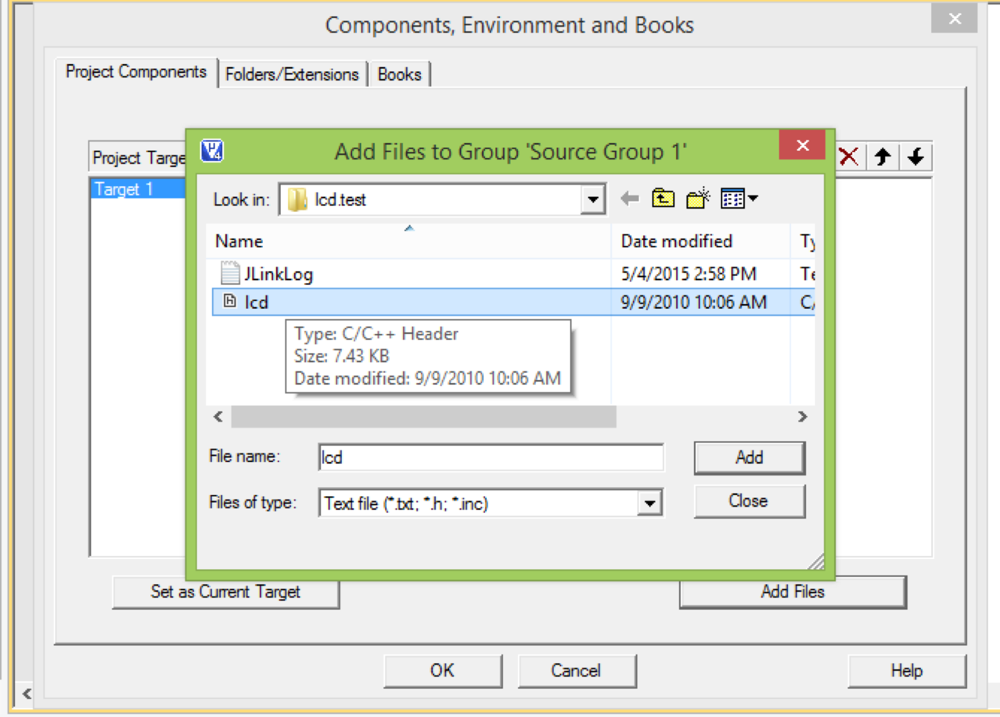 Components, Environment and Books
Project Components Folders/Extensions Books
Project Targe
Target 1
Add Files to Group 'Source Group 1'
Look in: lcd.test
Name Date modified Ty
JLinkLog 5/4/2015 2:58 PM Te
lcd 9/9/2010 10:06 AM C/
Type: C/C++ Header
Size: 7.43 KB
Date modified: 9/9/2010 10:06 AM
File name: lcd Add
Files of type: Text file (*.txt; *.h; *.inc) Close
Set as Current Target Add Files
OK Cancel Help